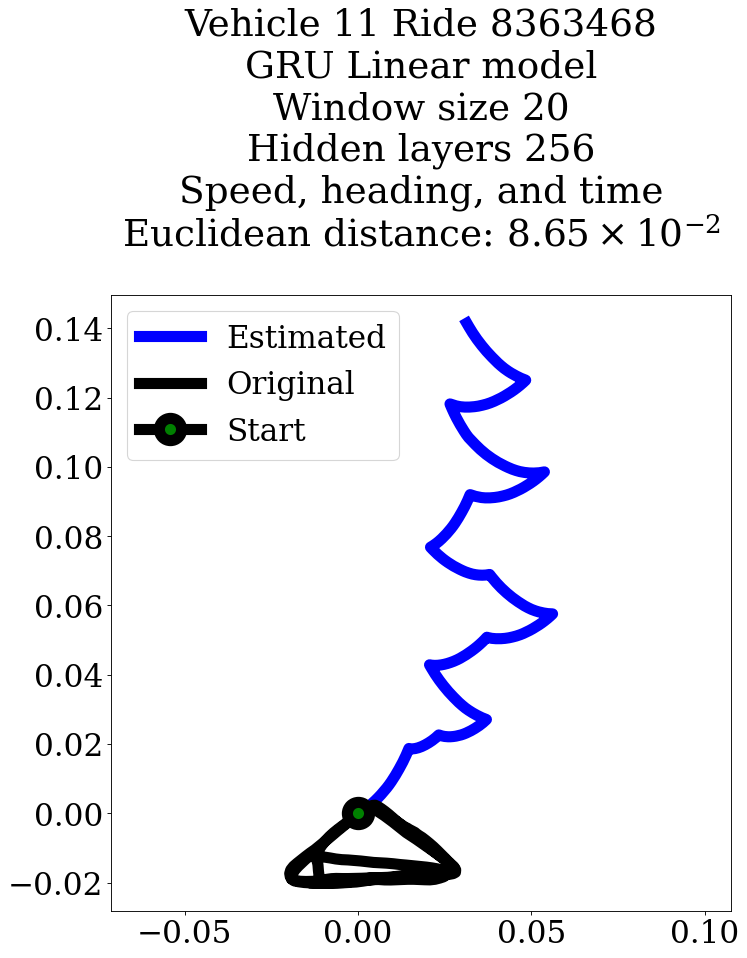 Vehicle 11 Ride 8363468
GRU Linear model
Window size 20
Hidden layers 256
Speed, heading, and time
Euclidean distance: 8.65 × 10⁻²
Estimated
Original
Start
0.14
0.12
0.10
0.08
0.06
0.04
0.02
0.00
−0.02
−0.05 0.00 0.05 0.10